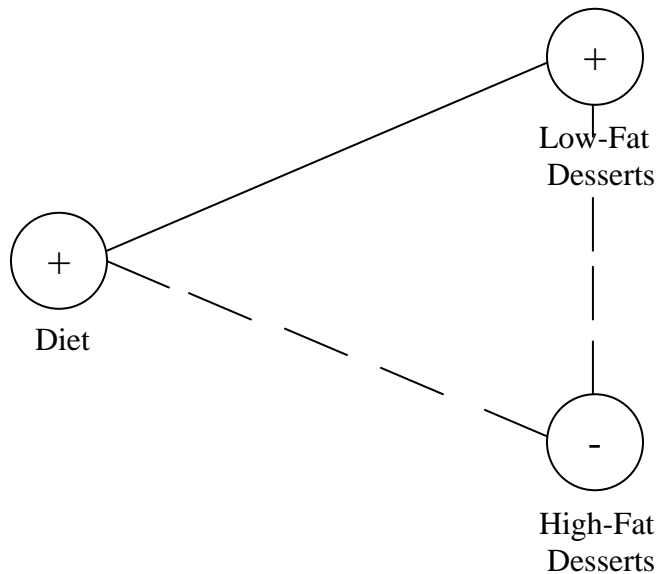 +
Low-Fat
Desserts
+
Diet
-
High-Fat
Desserts